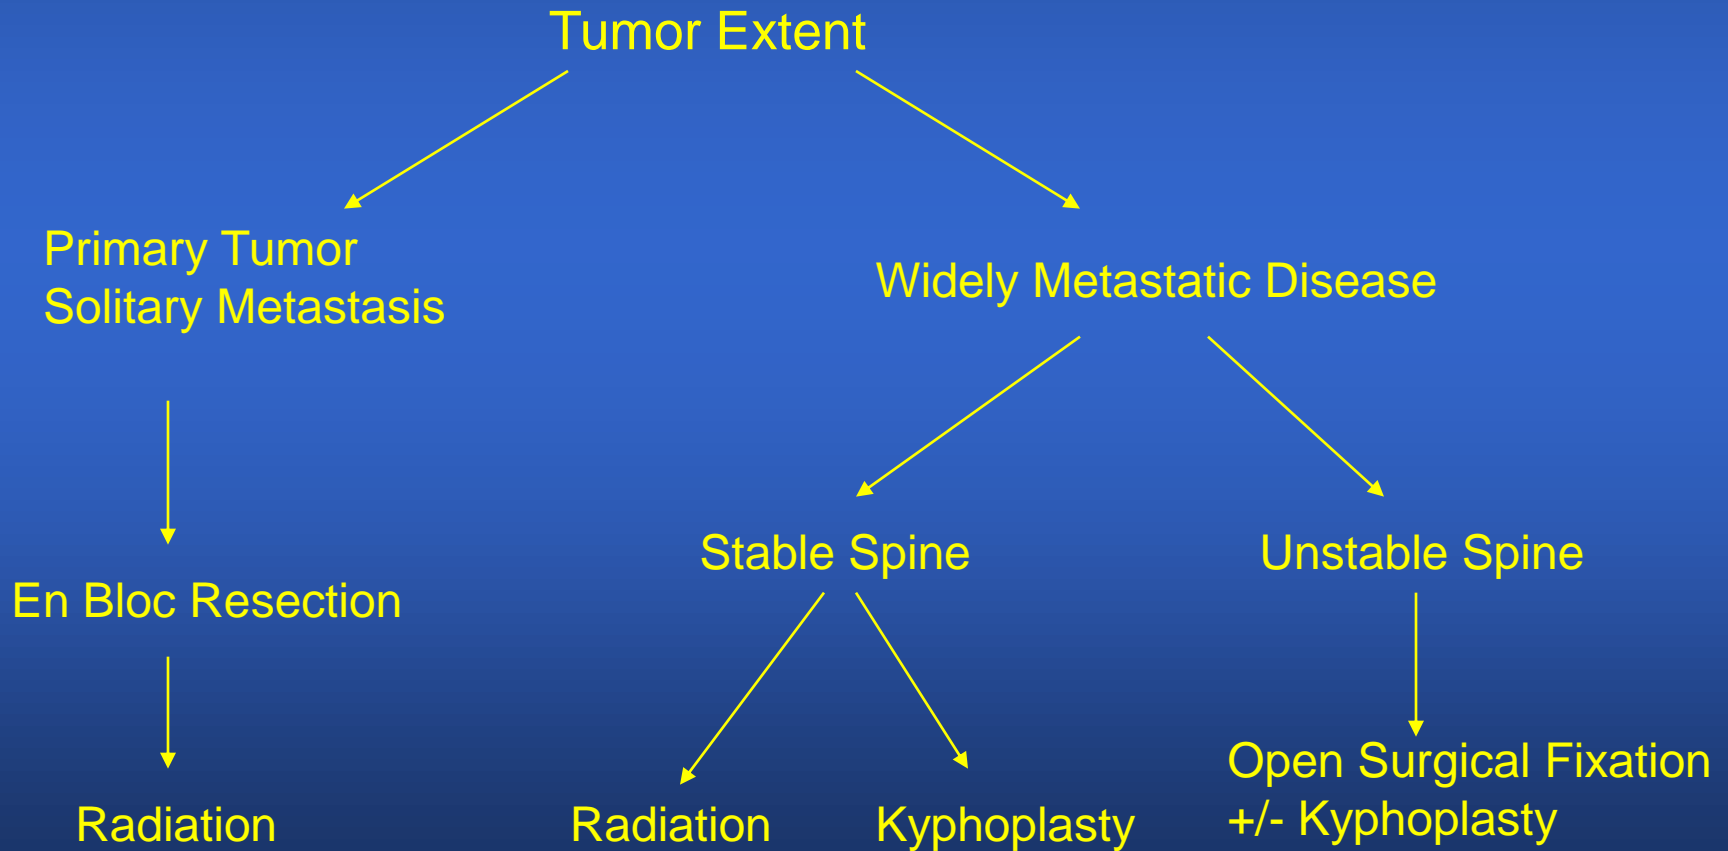 Tumor Extent
Primary Tumor
Solitary Metastasis
Widely Metastatic Disease
Stable Spine
Unstable Spine
En Bloc Resection
Open Surgical Fixation
+/- Kyphoplasty
Radiation
Radiation
Kyphoplasty